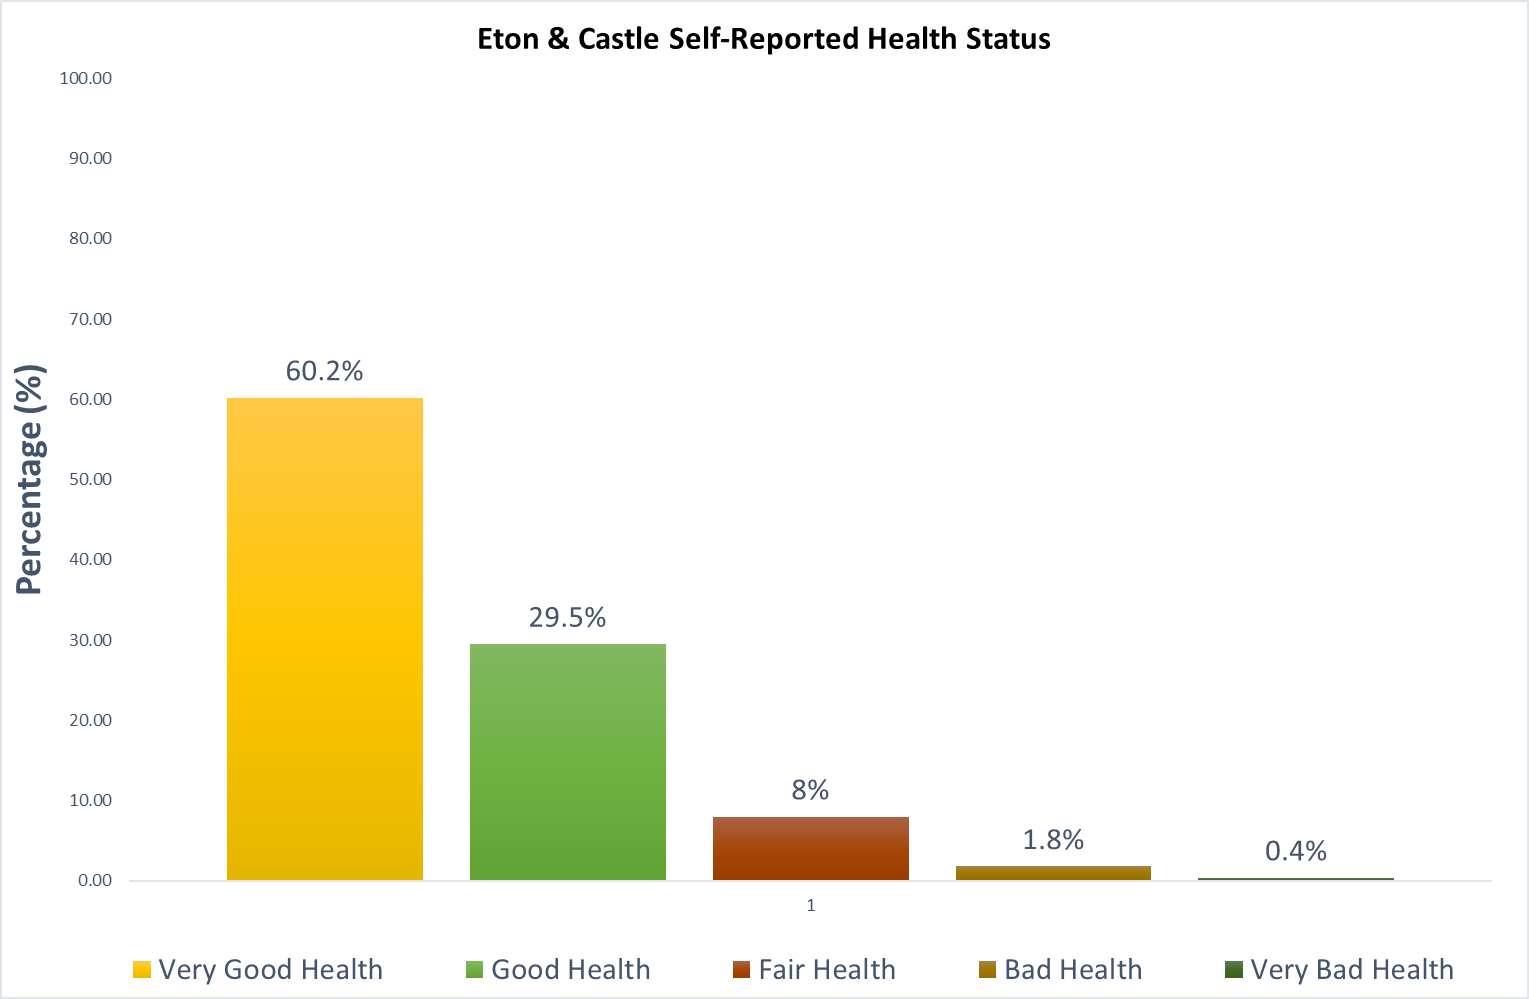 Eton & Castle Self-Reported Health Status
Percentage (%)
100.00
90.00
80.00
70.00
60.00
50.00
40.00
30.00
20.00
10.00
0.00
60.2%
29.5%
8%
1.8%
0.4%
1
Very Good Health
Good Health
Fair Health
Bad Health
Very Bad Health